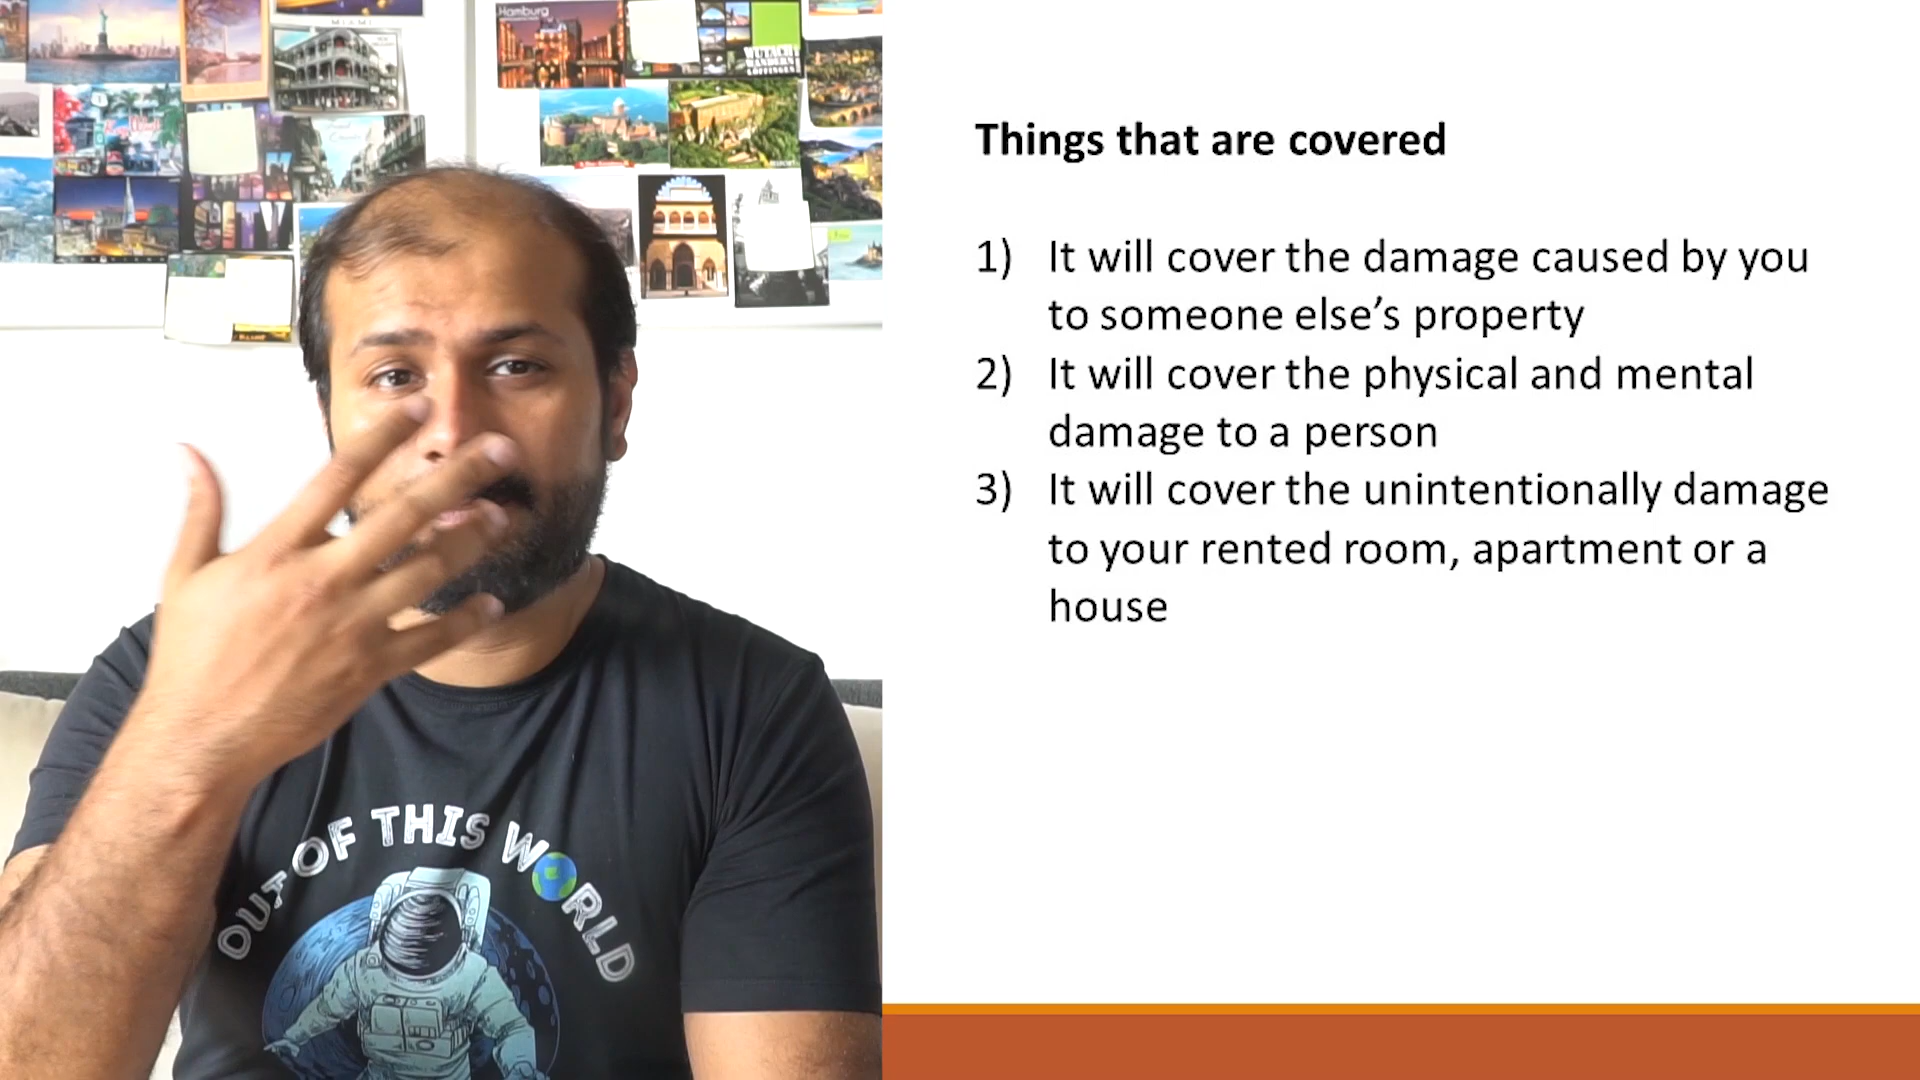 MIAMI
Hamburg
WUTACH
Things that are covered
1) It will cover the damage caused by you
to someone else's property
2) It will cover the physical and mental
damage to a person
3) It will cover the unintentionally damage
to your rented room, apartment or a
house
OUT OF THIS WORLD